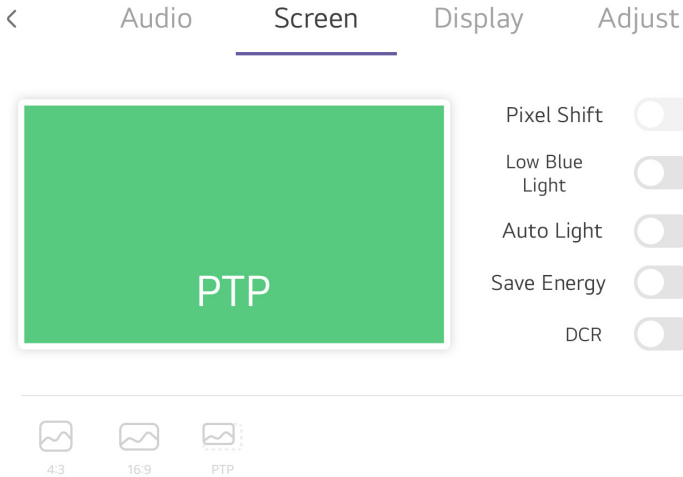 Audio
Screen
Display
Adjust
PTP
Pixel Shift
Low Blue
Light
Auto Light
Save Energy
DCR
4:3
16:9
PTP